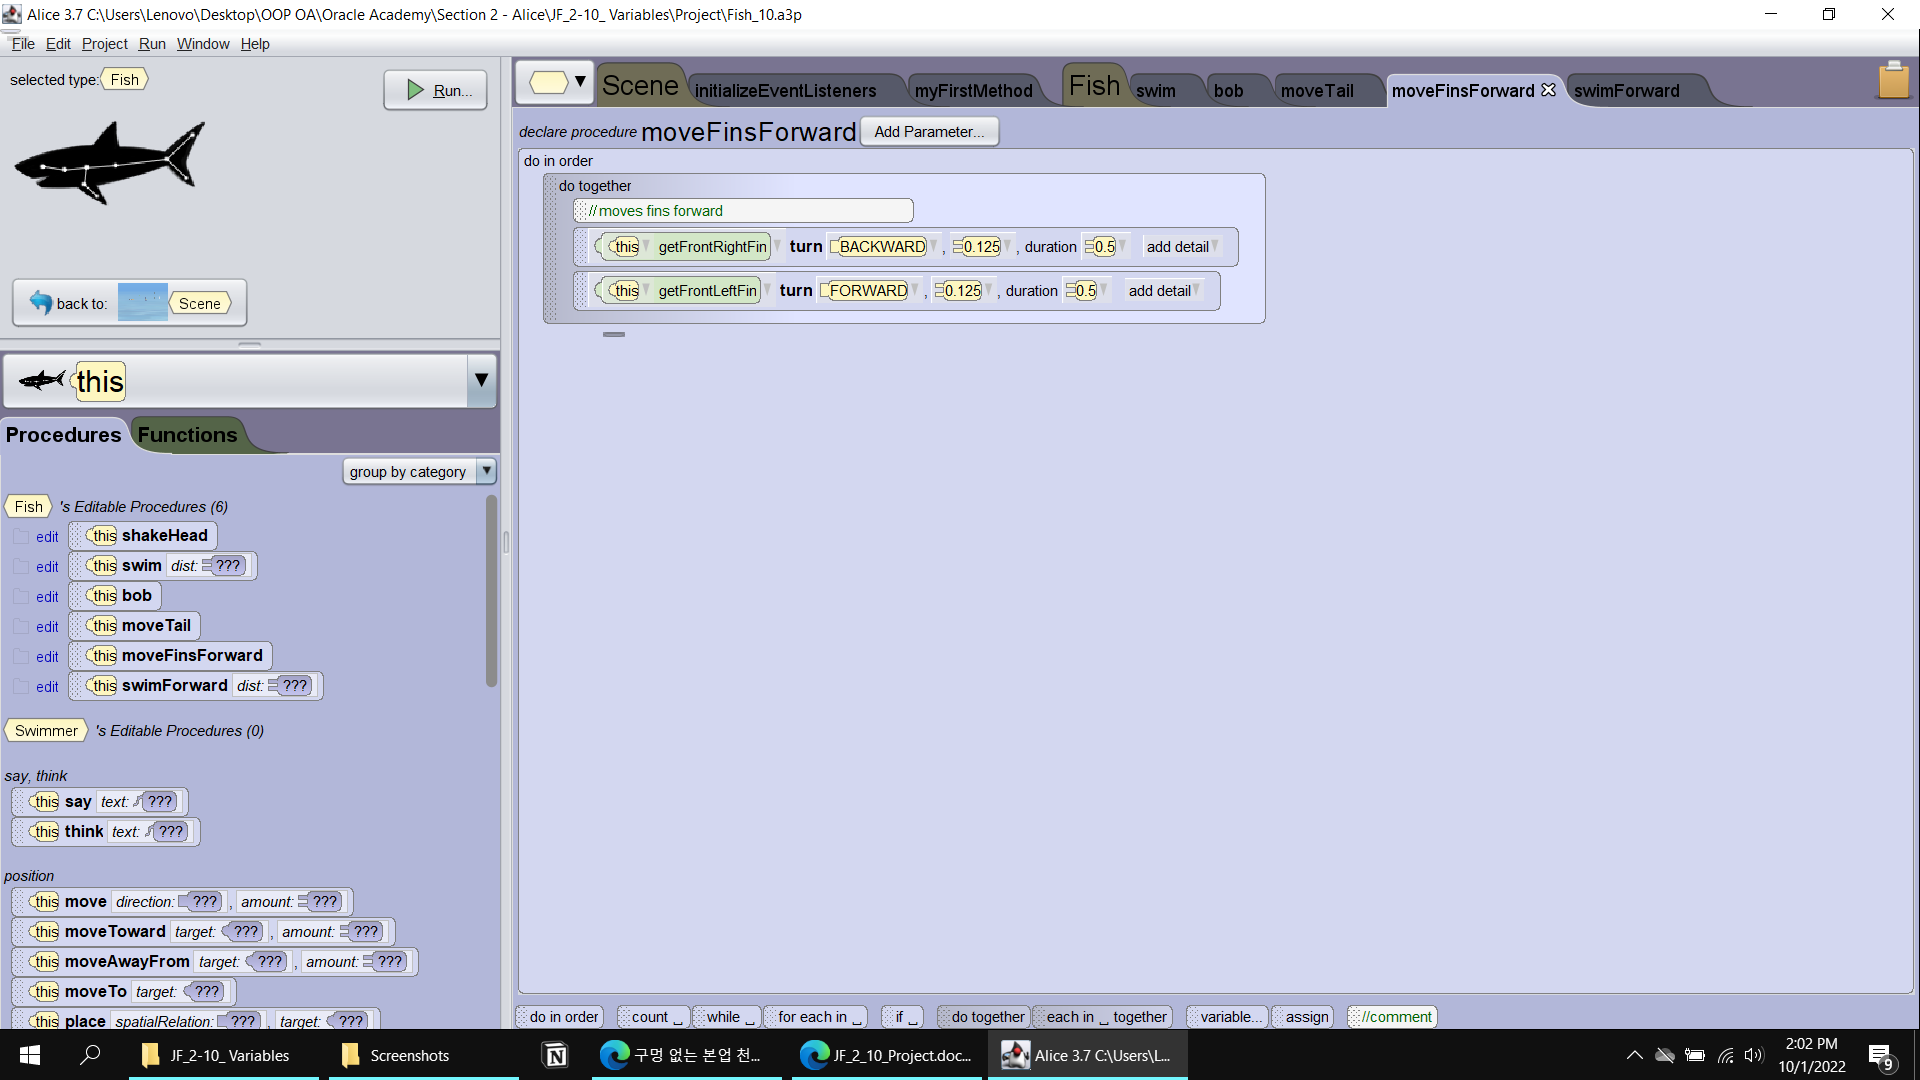 Alice 3.7 C:\Users\Lenovo\Desktop\OOP OA\Oracle Academy\Section 2 - Alice\JF_2-10_ Variables\Project\Fish_10.a3p
File Edit Project Run Window Help
selected type: Fish
Run...
back to: Scene
this
Procedures Functions
group by category
Fish 's Editable Procedures (6)
edit this shakeHead
edit this swim dist: ???
edit this bob
edit this moveTail
edit this moveFinsForward
edit this swimForward dist: ???
Swimmer 's Editable Procedures (0)
say, think
this say text: ???
this think text: ???
position
this move direction: ???, amount: ???
this moveToward target: ???, amount: ???
this moveAwayFrom target: ???, amount: ???
this moveTo target: ???
this place spatialRelation: ???, target: ???
Scene initializeEventListeners myFirstMethod Fish swim bob moveTail moveFinsForward swimForward
declare procedure moveFinsForward Add Parameter...
do in order
do together
//moves fins forward
this getFrontRightFin turn BACKWARD, 0.125, duration 0.5 add detail
this getFrontLeftFin turn FORWARD, 0.125, duration 0.5 add detail
do in order count _ while _ for each in _ if _ do together each in _ together variable... assign //comment
JF_2-10_ Variables Screenshots 구멍 없는 본업 천... JF_2_10_Project.doc... Alice 3.7 C:\Users\L...
2:02 PM
10/1/2022
9